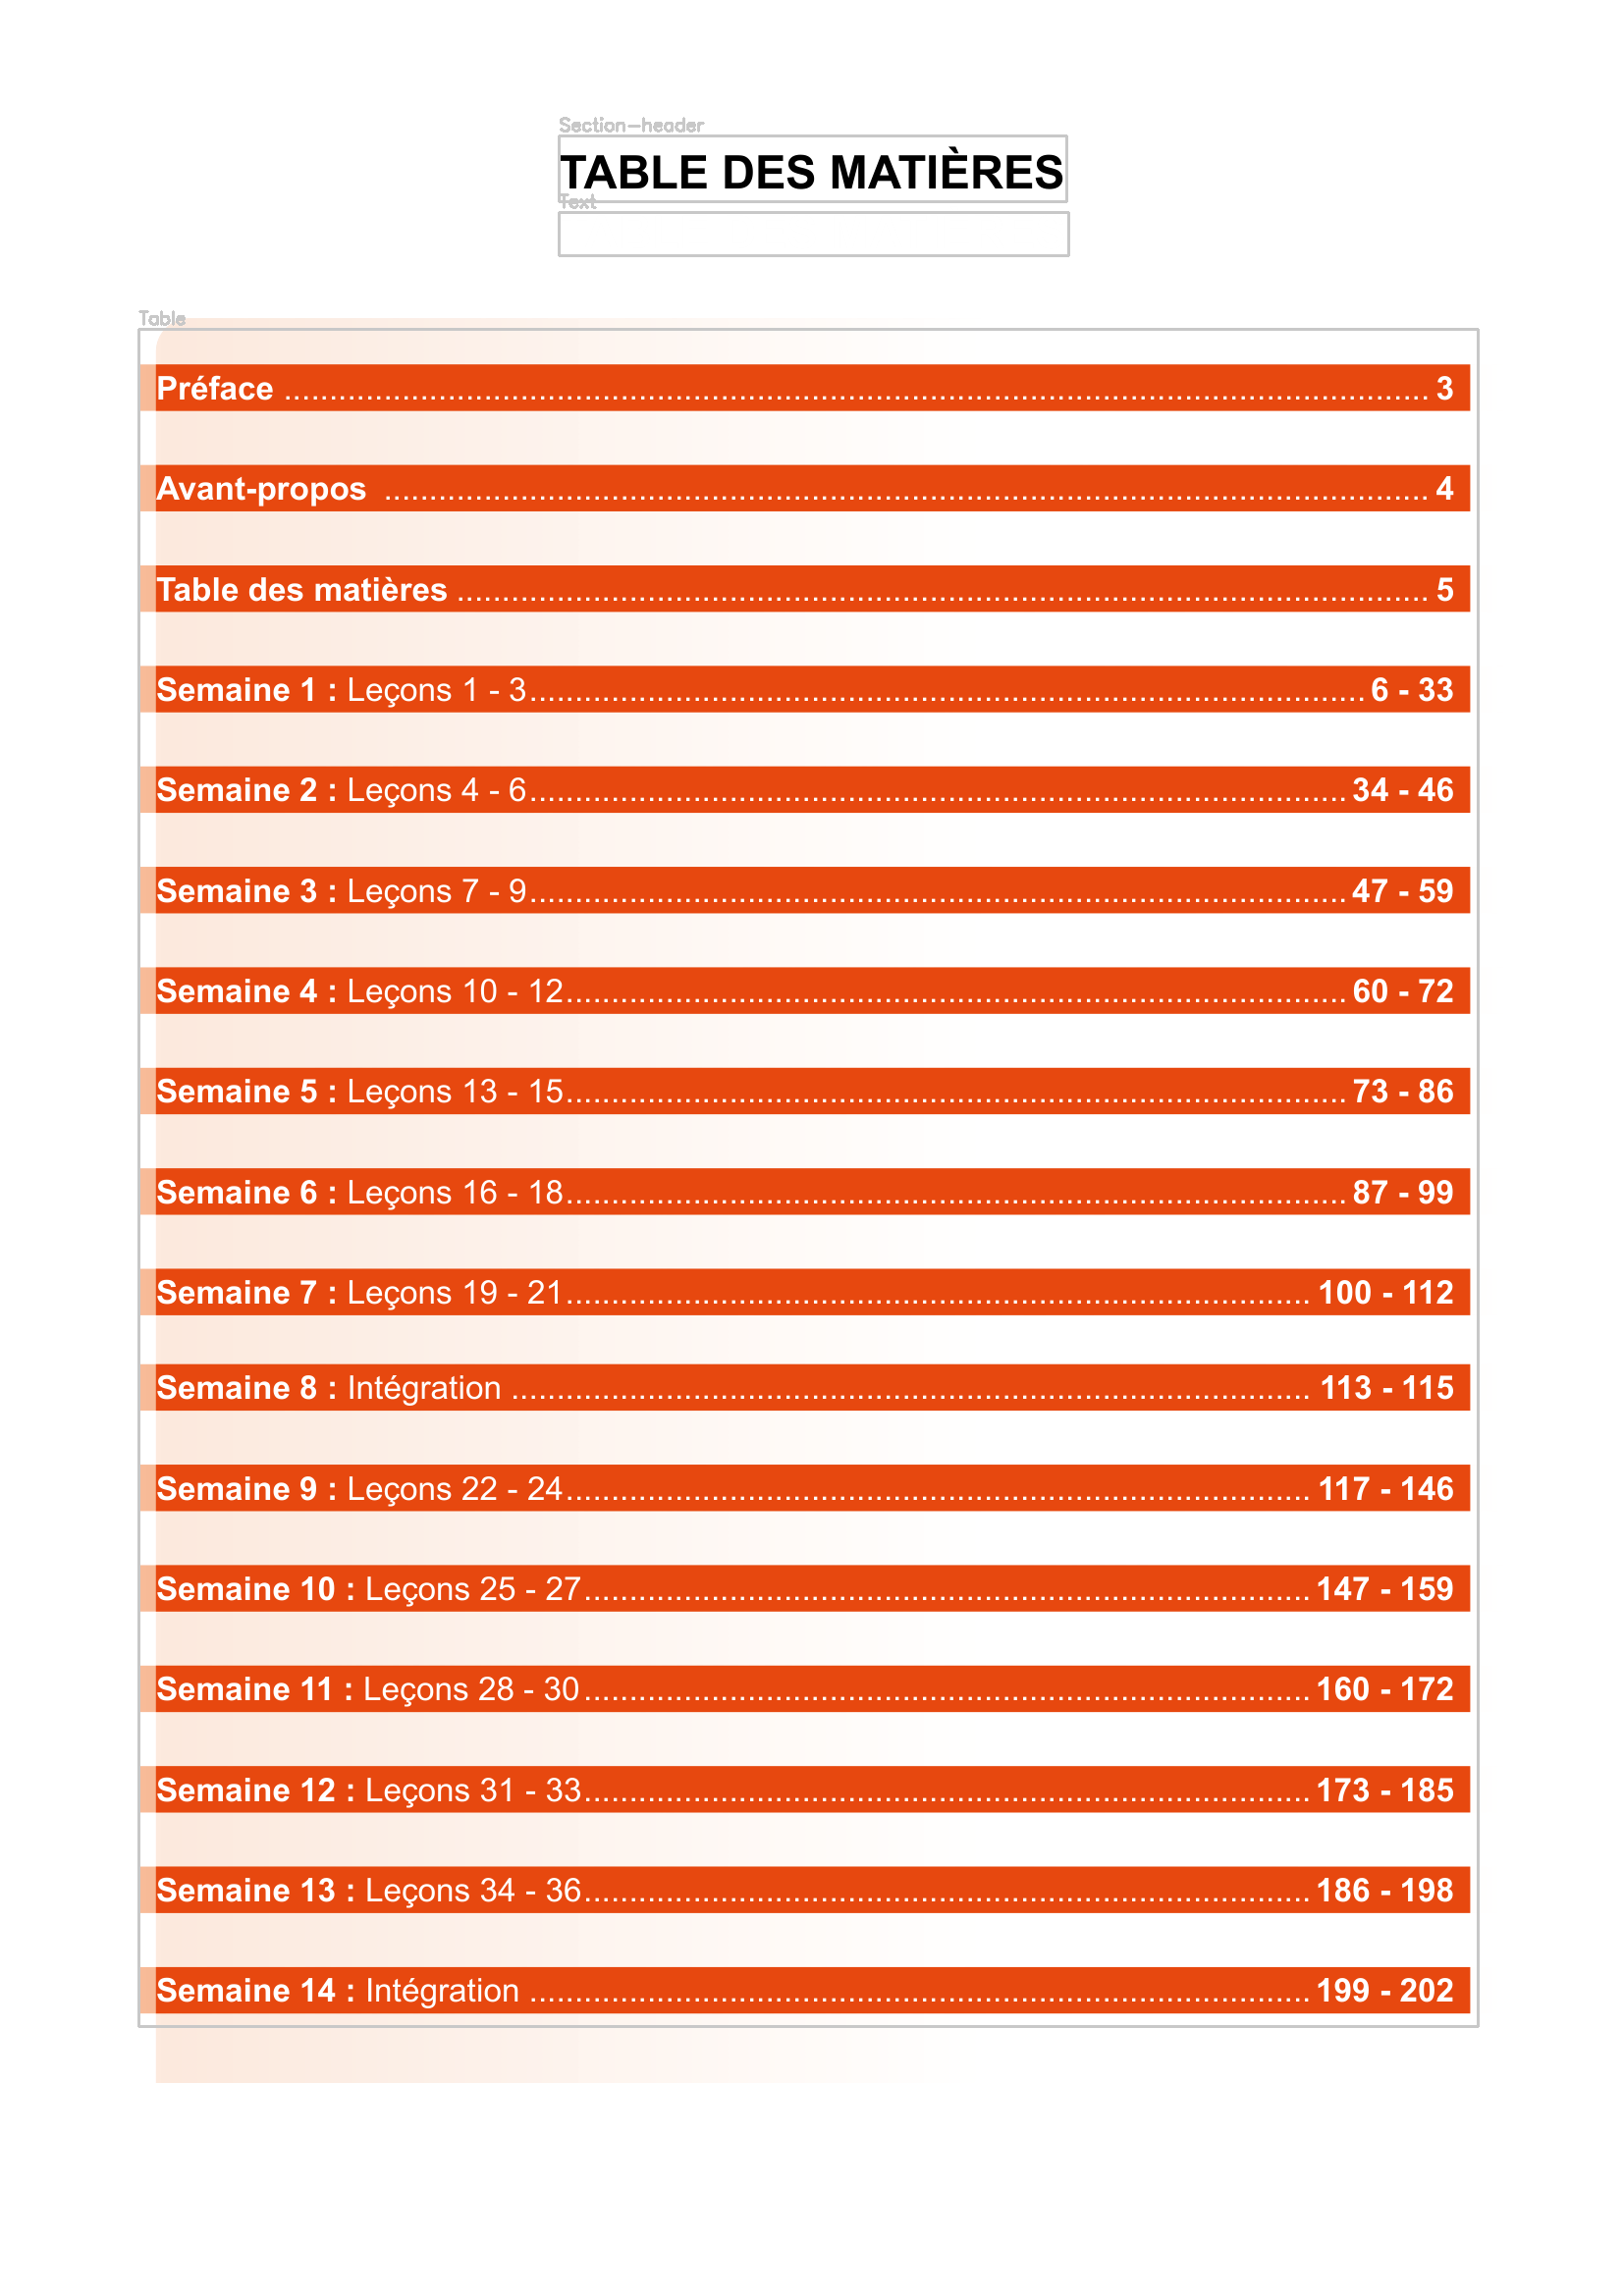 Section-header
TABLE DES MATIÈRES
Text
Table
Préface ........ 3
Avant-propos ........ 4
Table des matières ........ 5
Semaine 1 : Leçons 1 - 3 ........ 6 - 33
Semaine 2 : Leçons 4 - 6 ........ 34 - 46
Semaine 3 : Leçons 7 - 9 ........ 47 - 59
Semaine 4 : Leçons 10 - 12 ........ 60 - 72
Semaine 5 : Leçons 13 - 15 ........ 73 - 86
Semaine 6 : Leçons 16 - 18 ........ 87 - 99
Semaine 7 : Leçons 19 - 21 ........ 100 - 112
Semaine 8 : Intégration ........ 113 - 115
Semaine 9 : Leçons 22 - 24 ........ 117 - 146
Semaine 10 : Leçons 25 - 27 ........ 147 - 159
Semaine 11 : Leçons 28 - 30 ........ 160 - 172
Semaine 12 : Leçons 31 - 33 ........ 173 - 185
Semaine 13 : Leçons 34 - 36 ........ 186 - 198
Semaine 14 : Intégration ........ 199 - 202